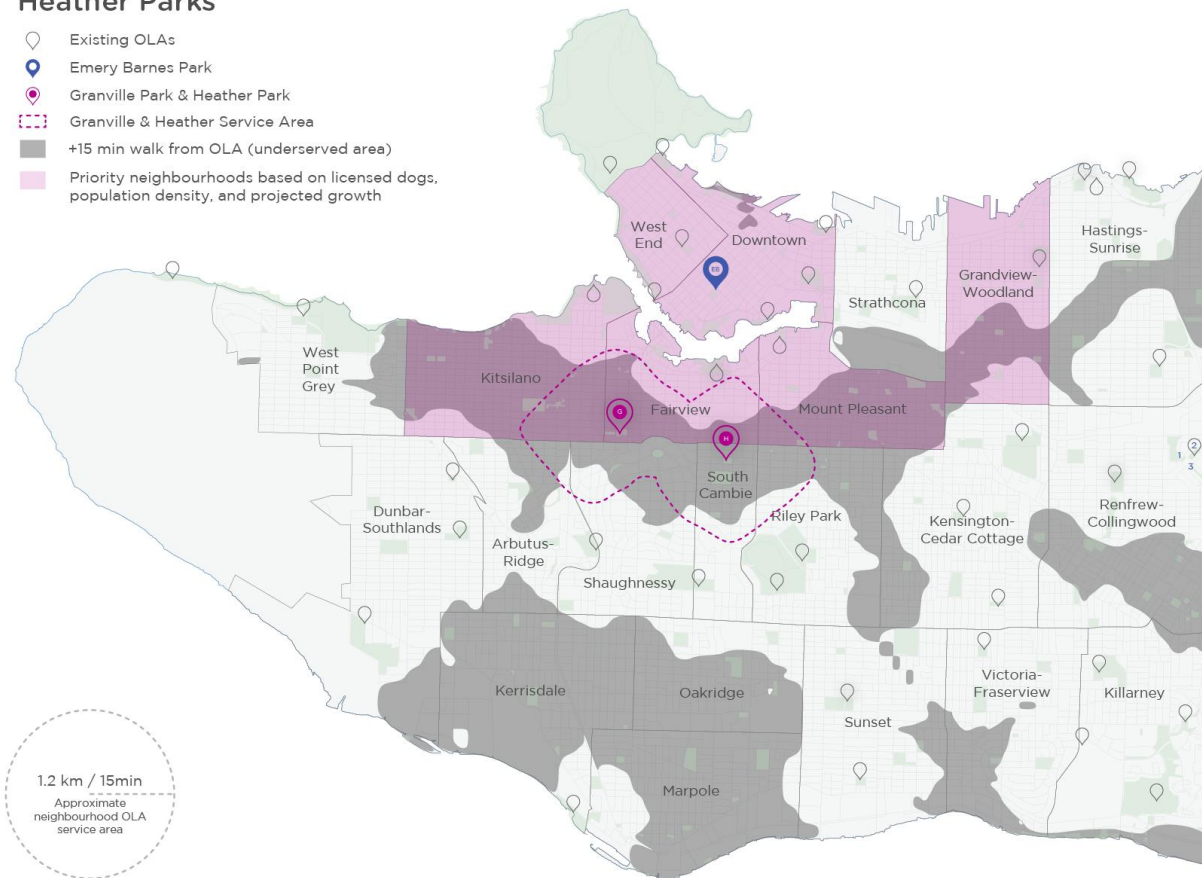 Heather Parks
Existing OLAs
Emery Barnes Park
Granville Park & Heather Park
Granville & Heather Service Area
+15 min walk from OLA (underserved area)
Priority neighbourhoods based on licensed dogs,
population density, and projected growth
West
End
Downtown
Hastings-
Sunrise
EB
Grandview-
Woodland
Strathcona
West
Point
Grey
Kitsilano
G
Fairview
Mount Pleasant
H
2
1
3
South
Cambie
Dunbar-
Southlands
Arbutus-
Ridge
Riley Park
Kensington-
Cedar Cottage
Renfrew-
Collingwood
Shaughnessy
Kerrisdale
Oakridge
Victoria-
Fraserview
Killarney
Sunset
Marpole
1.2 km / 15min
Approximate
neighbourhood OLA
service area